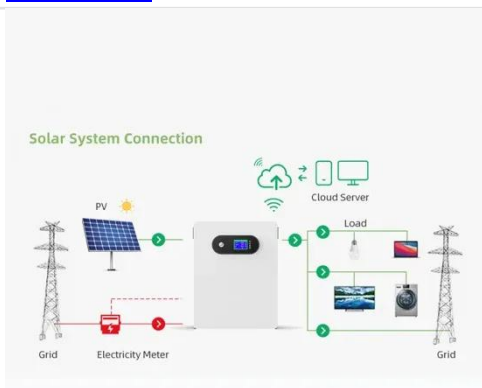 Solar System Connection
Cloud Server
PV
Load
Grid
Electricity Meter
Grid